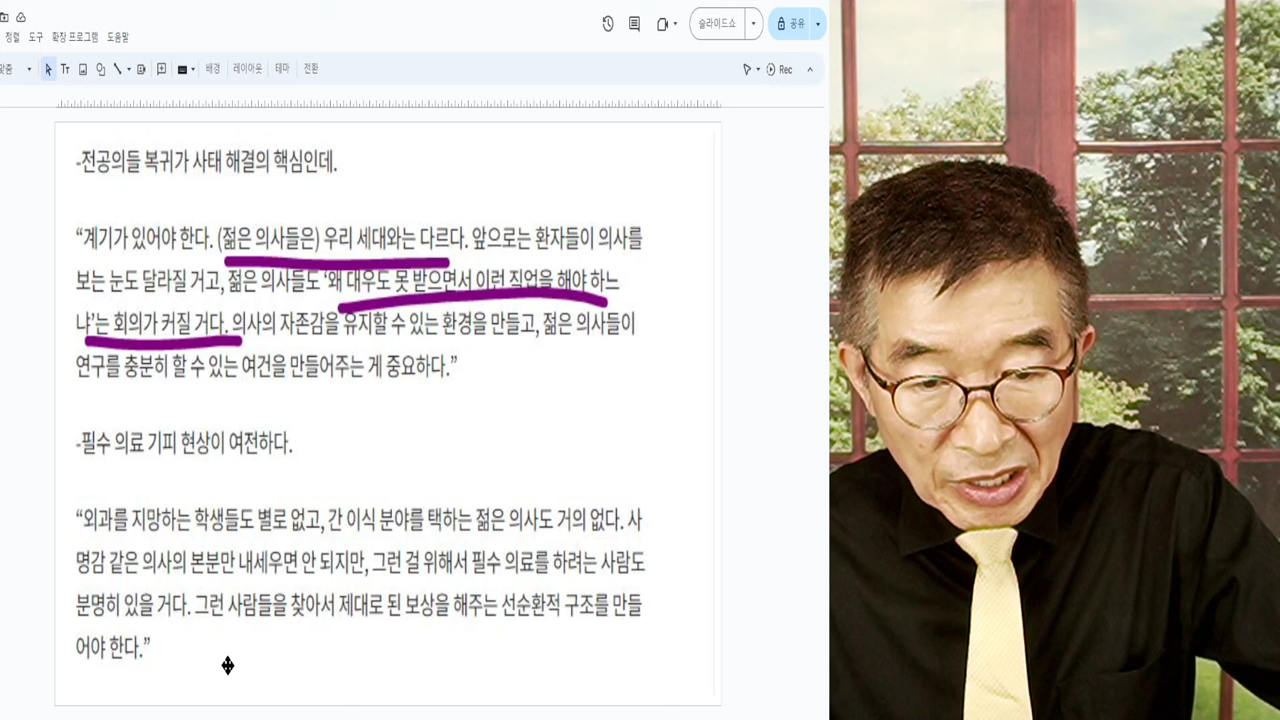 정렬 도구 확장 프로그램 도움말
슬라이드쇼
공유
배경 레이아웃 테마 전환
Rec
-전공의들 복귀가 사태 해결의 핵심인데.
“계기가 있어야 한다. (젊은 의사들은) 우리 세대와는 다르다. 앞으로는 환자들이 의사를
보는 눈도 달라질 거고, 젊은 의사들도 ‘왜 대우도 못 받으면서 이런 직업을 해야 하느
냐’는 회의가 커질 거다. 의사의 자존감을 유지할 수 있는 환경을 만들고, 젊은 의사들이
연구를 충분히 할 수 있는 여건을 만들어주는 게 중요하다.”
-필수 의료 기피 현상이 여전하다.
“외과를 지망하는 학생들도 별로 없고, 간 이식 분야를 택하는 젊은 의사도 거의 없다. 사
명감 같은 의사의 본분만 내세우면 안 되지만, 그런 걸 위해서 필수 의료를 하려는 사람도
분명히 있을 거다. 그런 사람들을 찾아서 제대로 된 보상을 해주는 선순환적 구조를 만들
어야 한다.”